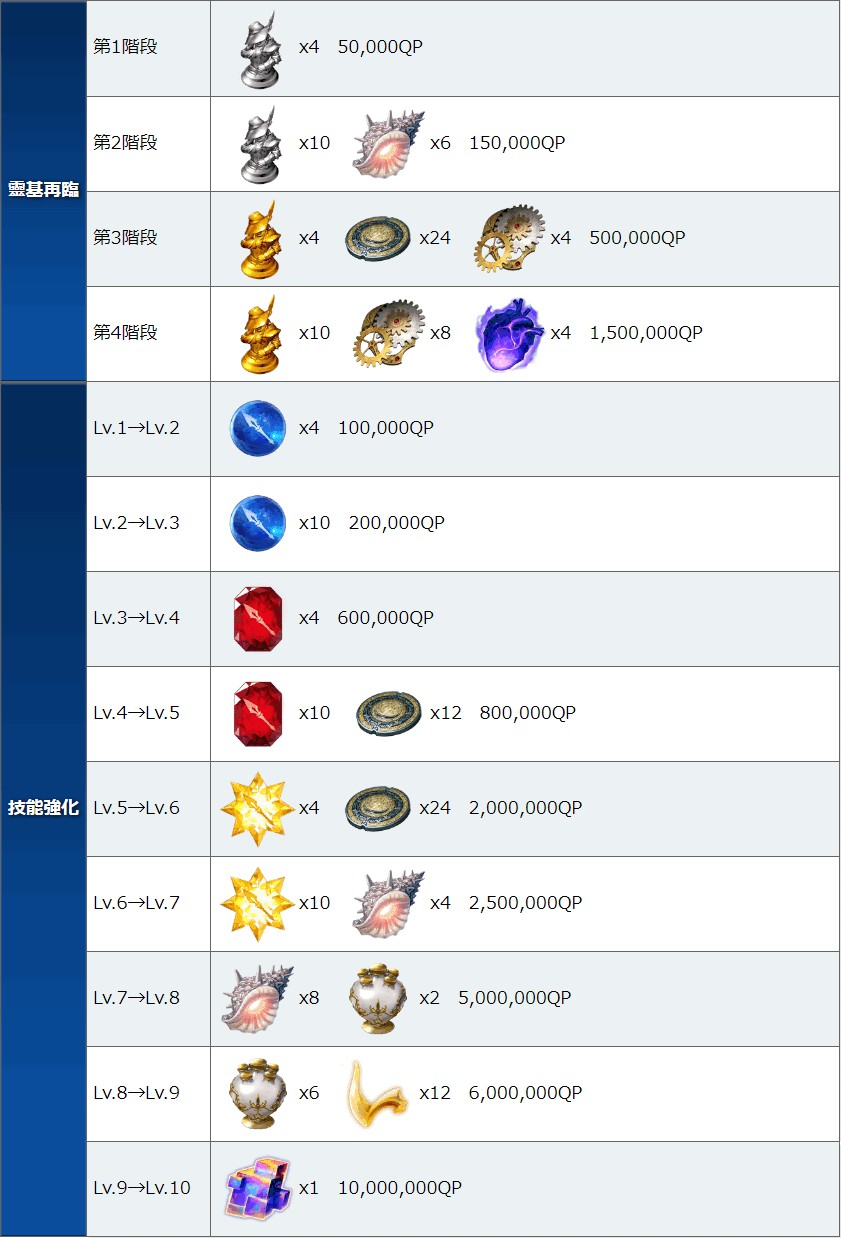 靈基再臨
第1階段 x4 50,000QP
第2階段 x10 x6 150,000QP
第3階段 x4 x24 x4 500,000QP
第4階段 x10 x8 x4 1,500,000QP
技能強化
Lv.1→Lv.2 x4 100,000QP
Lv.2→Lv.3 x10 200,000QP
Lv.3→Lv.4 x4 600,000QP
Lv.4→Lv.5 x10 x12 800,000QP
Lv.5→Lv.6 x4 x24 2,000,000QP
Lv.6→Lv.7 x10 x4 2,500,000QP
Lv.7→Lv.8 x8 x2 5,000,000QP
Lv.8→Lv.9 x6 x12 6,000,000QP
Lv.9→Lv.10 x1 10,000,000QP